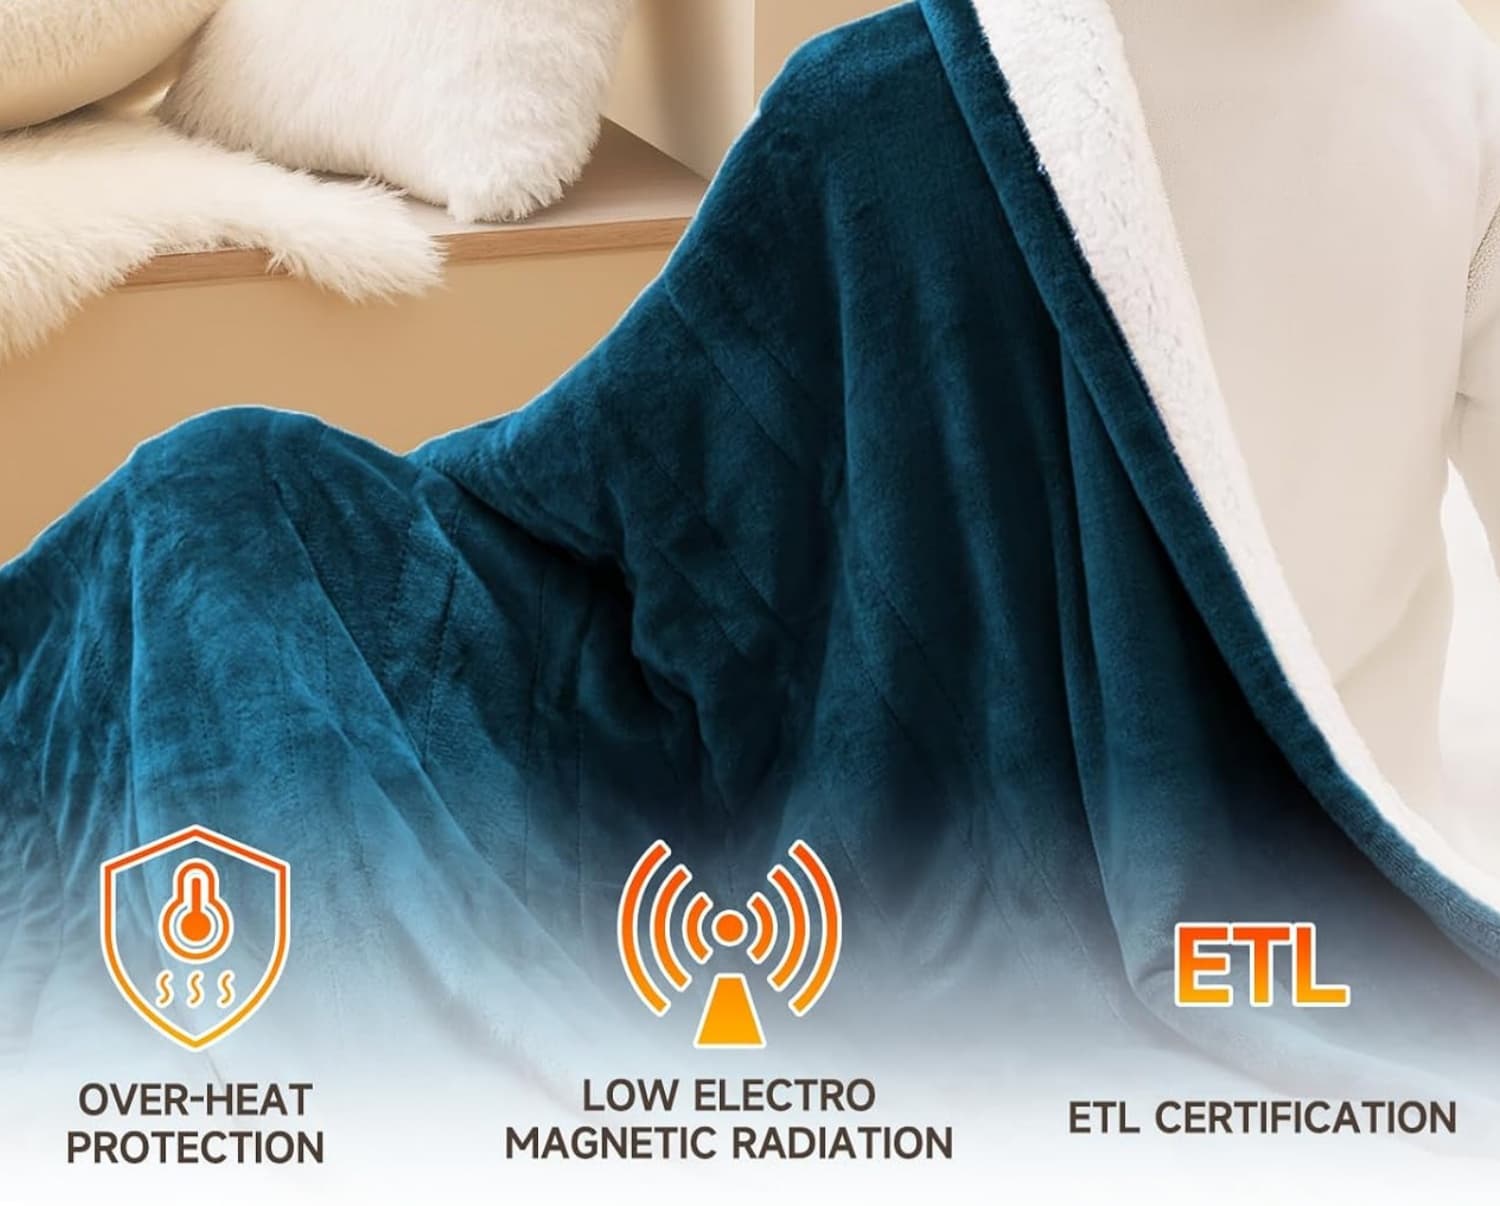 OVER-HEAT
PROTECTION
LOW ELECTRO
MAGNETIC RADIATION
ETL
ETL CERTIFICATION